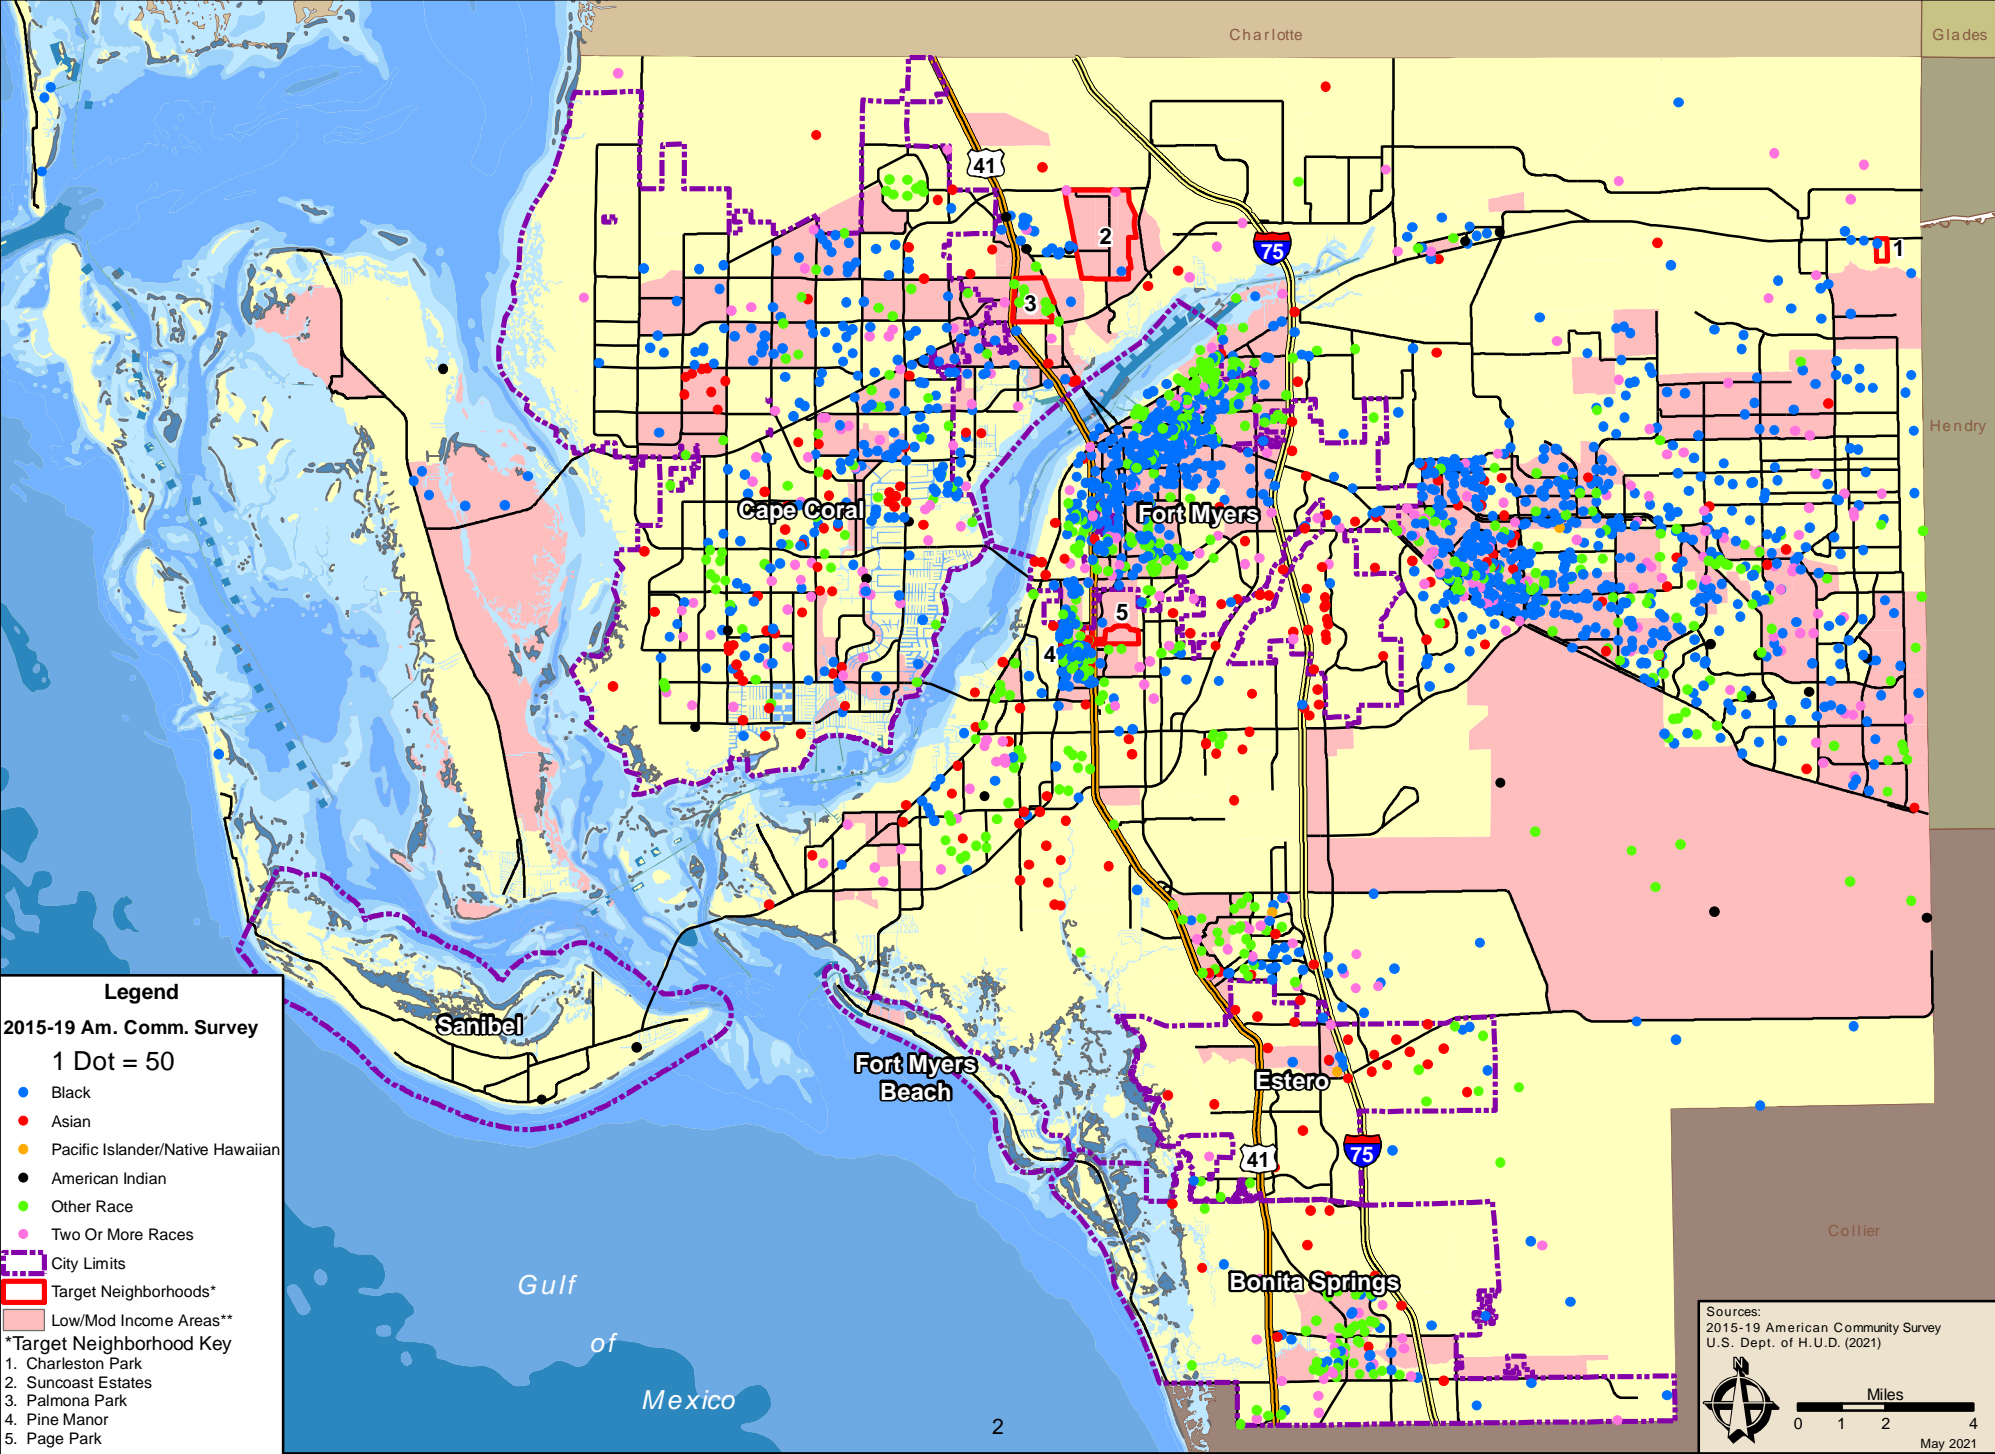 Charlotte
Glades
41
2
75
1
3
Hendry
Cape Coral
Fort Myers
5
4
Legend
2015-19 Am. Comm. Survey
1 Dot = 50
Black
Asian
Pacific Islander/Native Hawaiian
American Indian
Other Race
Two Or More Races
City Limits
Target Neighborhoods*
Low/Mod Income Areas**
*Target Neighborhood Key
1. Charleston Park
2. Suncoast Estates
3. Palmona Park
4. Pine Manor
5. Page Park
Sanibel
Fort Myers
Beach
Estero
41
75
Collier
Bonita Springs
Gulf
of
Mexico
2
Sources:
2015-19 American Community Survey
U.S. Dept. of H.U.D. (2021)
N
Miles
0 1 2 4
May 2021